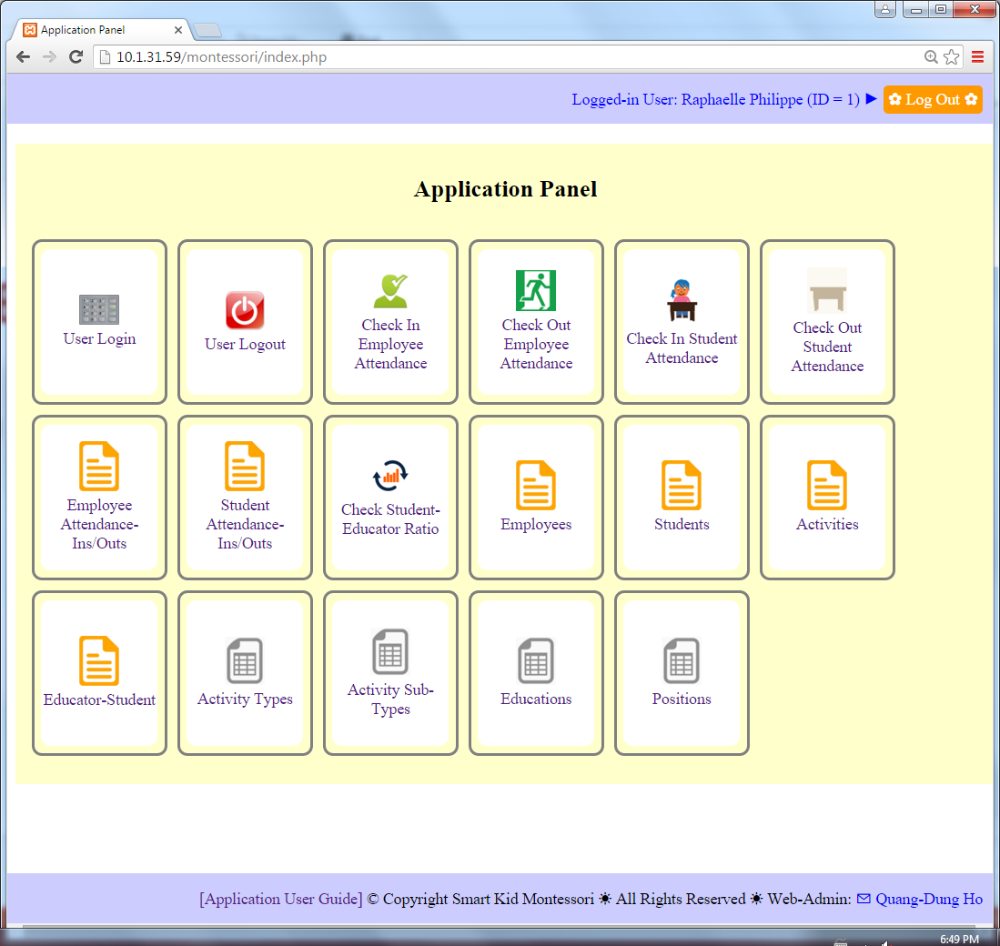 Application Panel
10.1.31.59/montessori/index.php
Logged-in User: Raphaelle Philippe (ID = 1) ► ✿ Log Out ✿
Application Panel
User Login
User Logout
Check In
Employee
Attendance
Check Out
Employee
Attendance
Check In Student
Attendance
Check Out
Student
Attendance
Employee
Attendance-
Ins/Outs
Student
Attendance-
Ins/Outs
Check Student-
Educator Ratio
Employees
Students
Activities
Educator-Student
Activity Types
Activity Sub-
Types
Educations
Positions
[Application User Guide] © Copyright Smart Kid Montessori ☀ All Rights Reserved ☀ Web-Admin: ✉ Quang-Dung Ho
6:49 PM